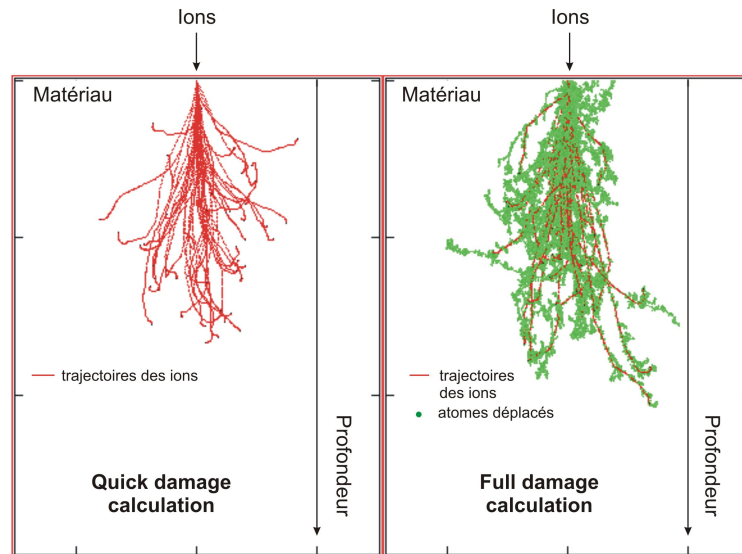 Ions
Matériau
trajectoires des ions
Profondeur
Quick damage
calculation
Ions
Matériau
trajectoires
des ions
atomes déplacés
Profondeur
Full damage
calculation